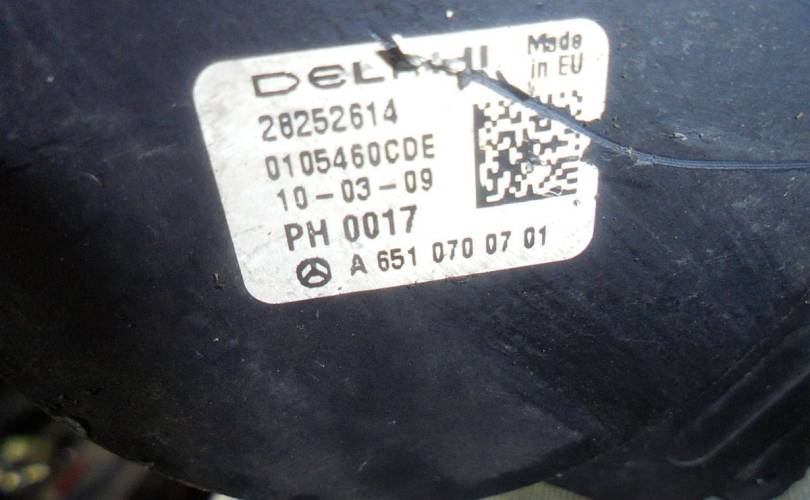 DELPHI
Made
in EU
28252614
0105460CDE
10-03-09
PH 0017
A 651 070 07 01